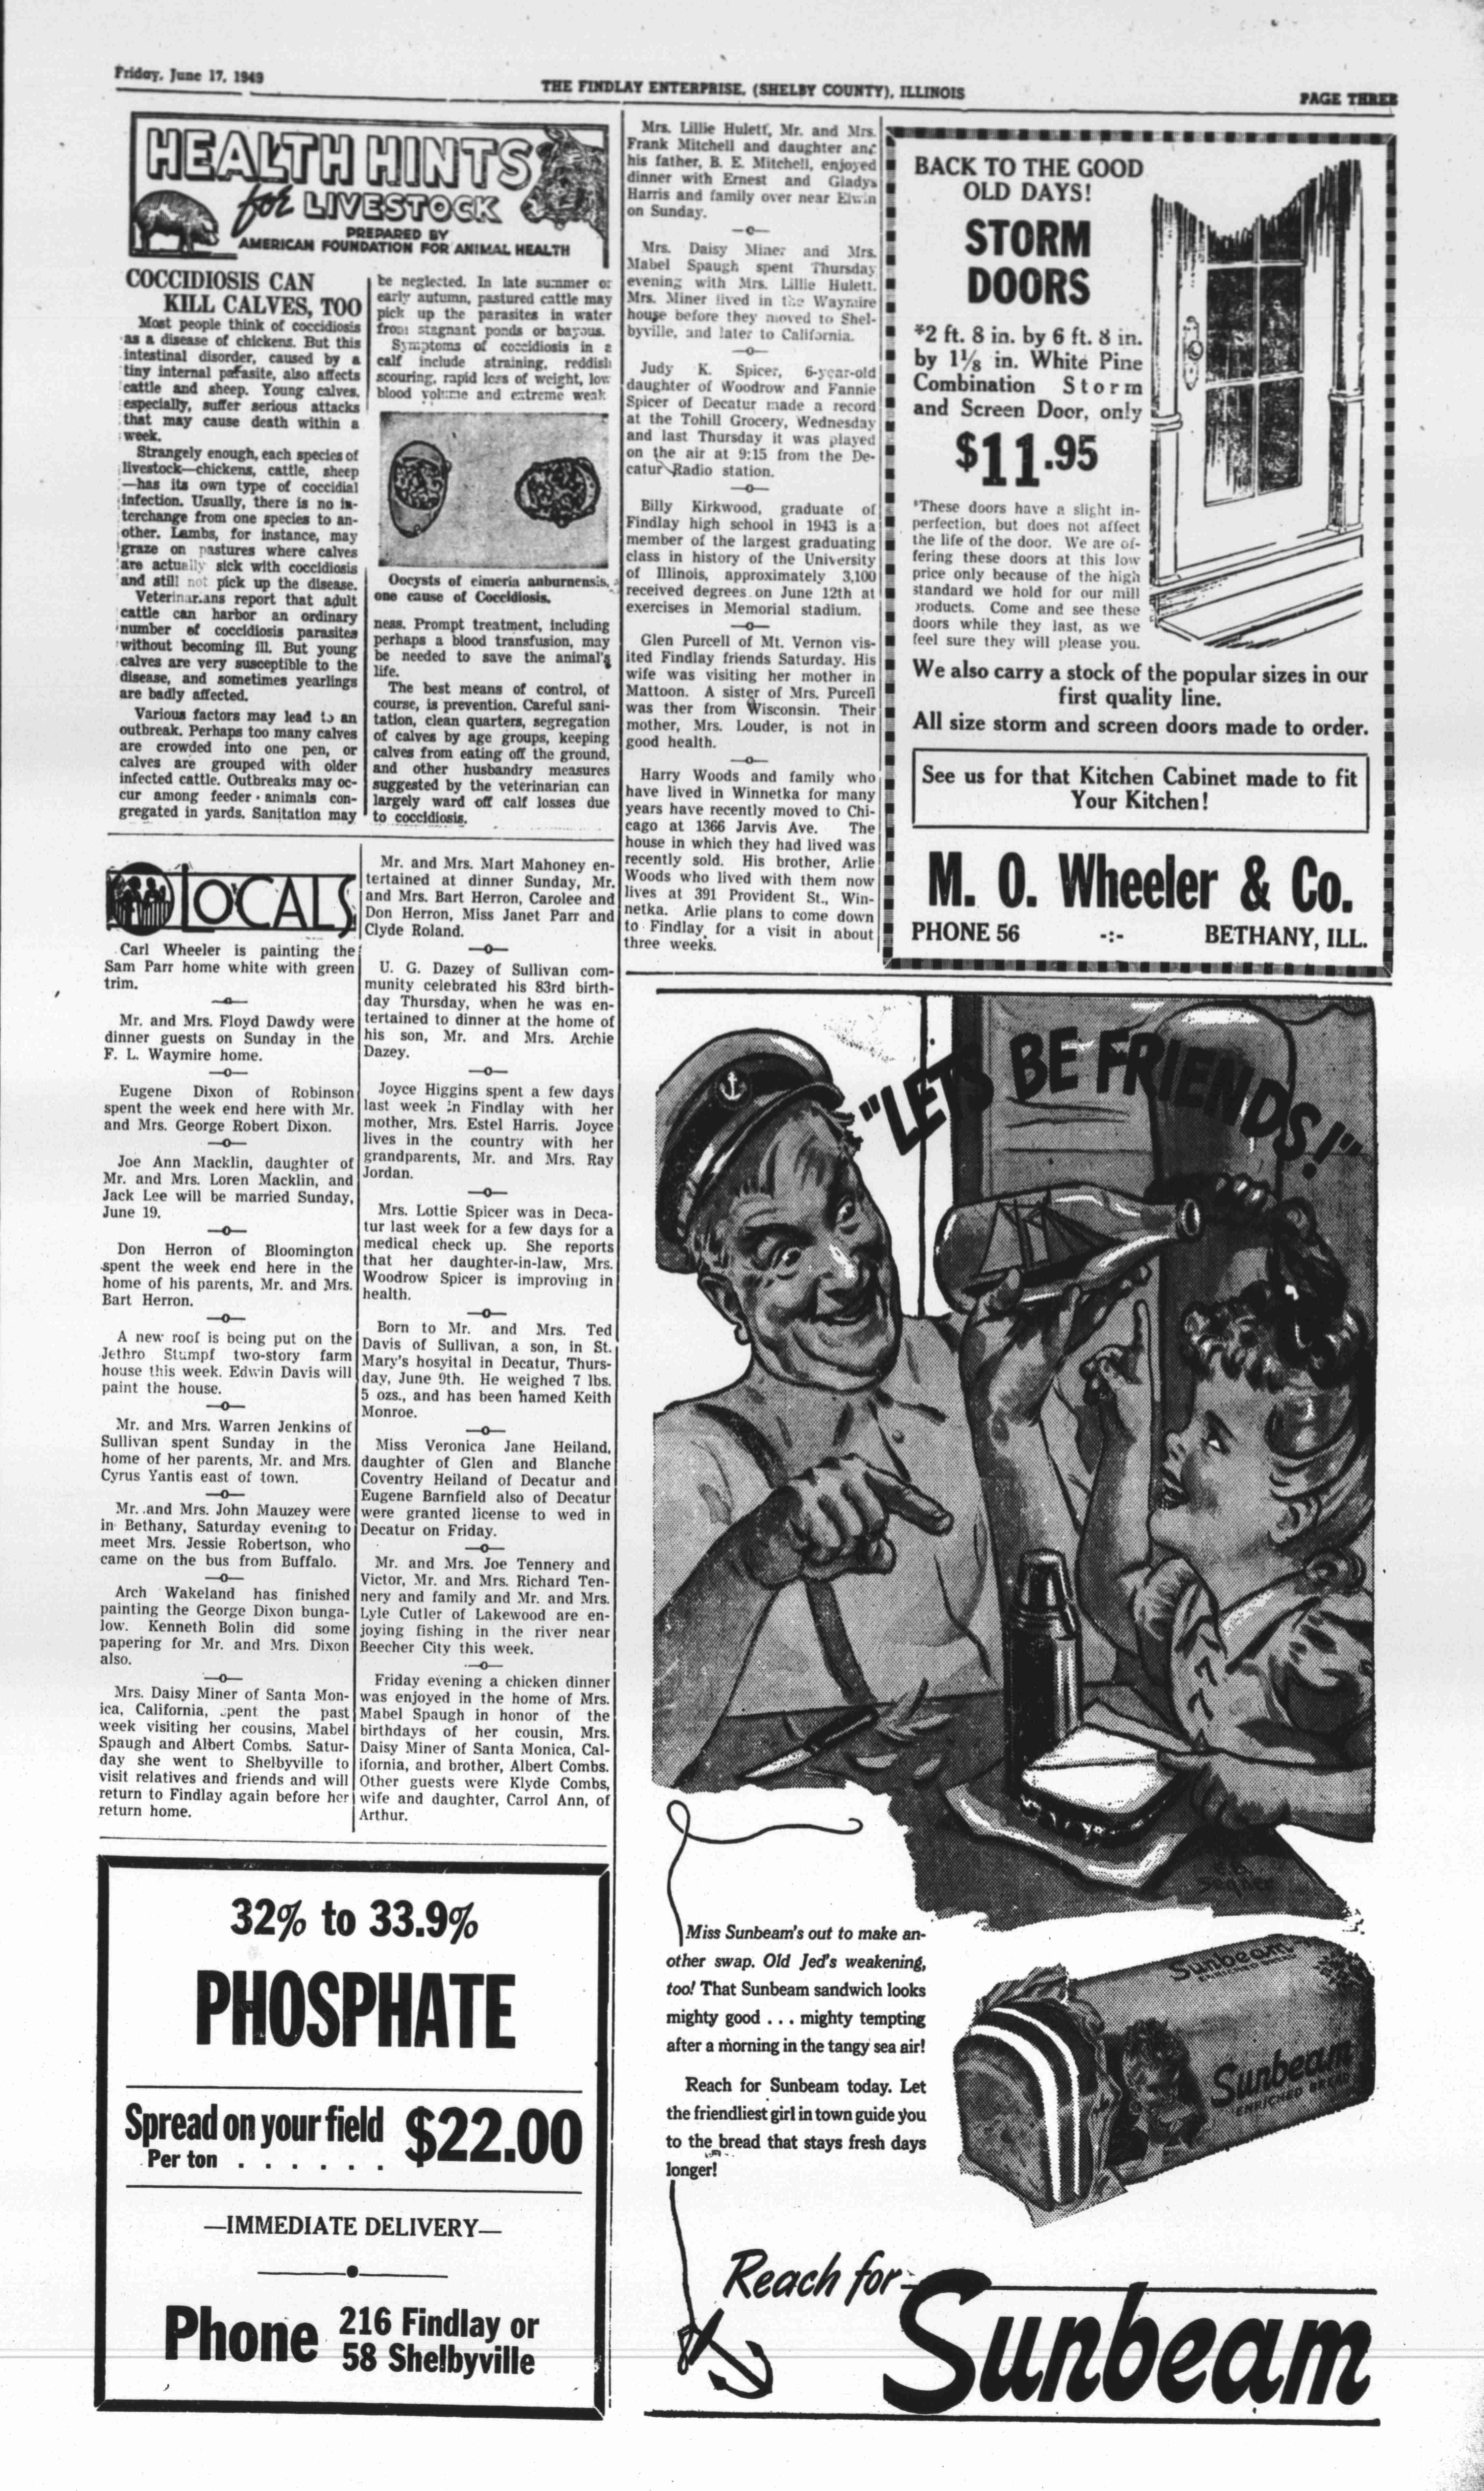 Friday, June 17, 1949
THE FINDLAY ENTERPRISE, (SHELBY COUNTY), ILLINOIS
PAGE THREE
HEALTH HINTS
for LIVESTOCK
PREPARED BY
AMERICAN FOUNDATION FOR ANIMAL HEALTH
COCCIDIOSIS CAN
KILL CALVES, TOO
Most people think of coccidiosis
as a disease of chickens. But this
intestinal disorder, caused by a
tiny internal parasite, also affects
cattle and sheep. Young calves,
especially, suffer serious attacks
that may cause death within a
week.
Strangely enough, each species of
livestock—chickens, cattle, sheep
—has its own type of coccidial
infection. Usually, there is no in-
terchange from one species to an-
other. Lambs, for instance, may
graze on pastures where calves
are actually sick with coccidiosis
and still not pick up the disease.
Veterinarians report that adult
cattle can harbor an ordinary
number of coccidiosis parasites
without becoming ill. But young
calves are very susceptible to the
disease, and sometimes yearlings
are badly affected.
Various factors may lead to an
outbreak. Perhaps too many calves
are crowded into one pen, or
calves are grouped with older
infected cattle. Outbreaks may oc-
cur among feeder - animals con-
gregated in yards. Sanitation may
be neglected. In late summer or
early autumn, pastured cattle may
pick up the parasites in water
from stagnant ponds or bayous.
Symptoms of coccidiosis in a
calf include straining, reddish
scouring, rapid loss of weight, low
blood volume and extreme weak-
Oocysts of eimeria auburnensis,
one cause of Coccidiosis.
ness. Prompt treatment, including
perhaps a blood transfusion, may
be needed to save the animal's
life.
The best means of control, of
course, is prevention. Careful sani-
tation, clean quarters, segregation
of calves by age groups, keeping
calves from eating off the ground,
and other husbandry measures
suggested by the veterinarian can
largely ward off calf losses due
to coccidiosis.
LOCALS
Carl Wheeler is painting the
Sam Parr home white with green
trim.
—o—
Mr. and Mrs. Floyd Dawdy were
dinner guests on Sunday in the
F. L. Waymire home.
—o—
Eugene Dixon of Robinson
spent the week end here with Mr.
and Mrs. George Robert Dixon.
—o—
Joe Ann Macklin, daughter of
Mr. and Mrs. Loren Macklin, and
Jack Lee will be married Sunday,
June 19.
—o—
Don Herron of Bloomington
spent the week end here in the
home of his parents, Mr. and Mrs.
Bart Herron.
—o—
A new roof is being put on the
Jethro Stumpf two-story farm
house this week. Edwin Davis will
paint the house.
—o—
Mr. and Mrs. Warren Jenkins of
Sullivan spent Sunday in the
home of her parents, Mr. and Mrs.
Cyrus Yantis east of town.
—o—
Mr. and Mrs. John Mauzey were
in Bethany, Saturday evening to
meet Mrs. Jessie Robertson, who
came on the bus from Buffalo.
—o—
Arch Wakeland has finished
painting the George Dixon bunga-
low. Kenneth Bolin did some
papering for Mr. and Mrs. Dixon
also.
—o—
Mrs. Daisy Miner of Santa Mon-
ica, California, spent the past
week visiting her cousins, Mabel
Spaugh and Albert Combs. Satur-
day she went to Shelbyville to
visit relatives and friends and will
return to Findlay again before her
return home.
Mr. and Mrs. Mart Mahoney en-
tertained at dinner Sunday, Mr.
and Mrs. Bart Herron, Carolee and
Don Herron, Miss Janet Parr and
Clyde Roland.
—o—
U. G. Dazey of Sullivan com-
munity celebrated his 83rd birth-
day Thursday, when he was en-
tertained to dinner at the home of
his son, Mr. and Mrs. Archie
Dazey.
—o—
Joyce Higgins spent a few days
last week in Findlay with her
mother, Mrs. Estel Harris. Joyce
lives in the country with her
grandparents, Mr. and Mrs. Ray
Jordan.
—o—
Mrs. Lottie Spicer was in Deca-
tur last week for a few days for a
medical check up. She reports
that her daughter-in-law, Mrs.
Woodrow Spicer is improving in
health.
—o—
Born to Mr. and Mrs. Ted
Davis of Sullivan, a son, in St.
Mary's hosyital in Decatur, Thurs-
day, June 9th. He weighed 7 lbs.
5 ozs., and has been hamed Keith
Monroe.
—o—
Miss Veronica Jane Heiland,
daughter of Glen and Blanche
Coventry Heiland of Decatur and
Eugene Barnfield also of Decatur
were granted license to wed in
Decatur on Friday.
—o—
Mr. and Mrs. Joe Tennery and
Victor, Mr. and Mrs. Richard Ten-
nery and family and Mr. and Mrs.
Lyle Cutler of Lakewood are en-
joying fishing in the river near
Beecher City this week.
—o—
Friday evening a chicken dinner
was enjoyed in the home of Mrs.
Mabel Spaugh in honor of the
birthdays of her cousin, Mrs.
Daisy Miner of Santa Monica, Cal-
ifornia, and brother, Albert Combs.
Other guests were Klyde Combs,
wife and daughter, Carrol Ann, of
Arthur.
Mrs. Lillie Hulett, Mr. and Mrs.
Frank Mitchell and daughter and
his father, B. E. Mitchell, enjoyed
dinner with Ernest and Gladys
Harris and family over near Elwin
on Sunday.
—o—
Mrs. Daisy Miner and Mrs.
Mabel Spaugh spent Thursday
evening with Mrs. Lillie Hulett.
Mrs. Miner lived in the Waymire
house before they moved to Shel-
byville, and later to California.
—o—
Judy K. Spicer, 6-year-old
daughter of Woodrow and Fannie
Spicer of Decatur made a record
at the Tohill Grocery, Wednesday
and last Thursday it was played
on the air at 9:15 from the De-
catur Radio station.
—o—
Billy Kirkwood, graduate of
Findlay high school in 1943 is a
member of the largest graduating
class in history of the University
of Illinois, approximately 3,100
received degrees on June 12th at
exercises in Memorial stadium.
—o—
Glen Purcell of Mt. Vernon vis-
ited Findlay friends Saturday. His
wife was visiting her mother in
Mattoon. A sister of Mrs. Purcell
was ther from Wisconsin. Their
mother, Mrs. Louder, is not in
good health.
—o—
Harry Woods and family who
have lived in Winnetka for many
years have recently moved to Chi-
cago at 1366 Jarvis Ave. The
house in which they had lived was
recently sold. His brother, Arlie
Woods who lived with them now
lives at 391 Provident St., Win-
netka. Arlie plans to come down
to Findlay for a visit in about
three weeks.
BACK TO THE GOOD
OLD DAYS!
STORM
DOORS
*2 ft. 8 in. by 6 ft. 8 in.
by 1⅛ in. White Pine
Combination Storm
and Screen Door, only
$11.95
*These doors have a slight im-
perfection, but does not affect
the life of the door. We are of-
fering these doors at this low
price only because of the high
standard we hold for our mill
products. Come and see these
doors while they last, as we
feel sure they will please you.
We also carry a stock of the popular sizes in our
first quality line.
All size storm and screen doors made to order.
See us for that Kitchen Cabinet made to fit
Your Kitchen!
M. O. Wheeler & Co.
PHONE 56 -:- BETHANY, ILL.
"LET'S BE FRIENDS!"
Miss Sunbeam's out to make an-
other swap. Old Jed's weakening,
too! That Sunbeam sandwich looks
mighty good . . . mighty tempting
after a morning in the tangy sea air!
Reach for Sunbeam today. Let
the friendliest girl in town guide you
to the bread that stays fresh days
longer!
Sunbeam
ENRICHED BREAD
Sunbeam
ENRICHED BREAD
Reach for
Sunbeam
32% to 33.9%
PHOSPHATE
Spread on your field
Per ton . . . . . .
$22.00
—IMMEDIATE DELIVERY—
Phone 216 Findlay or
58 Shelbyville